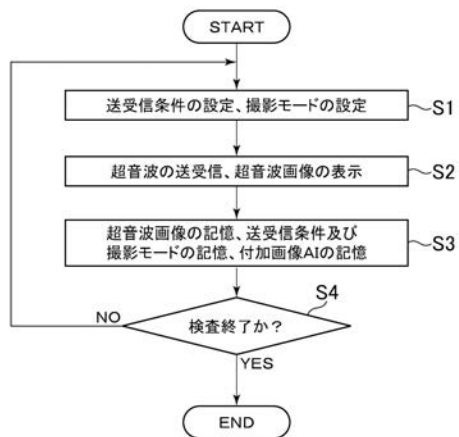 START
送受信条件の設定、撮影モードの設定
S1
超音波の送受信、超音波画像の表示
S2
超音波画像の記憶、送受信条件及び
撮影モードの記憶、付加画像AIの記憶
S3
S4
検査終了か?
NO
YES
END